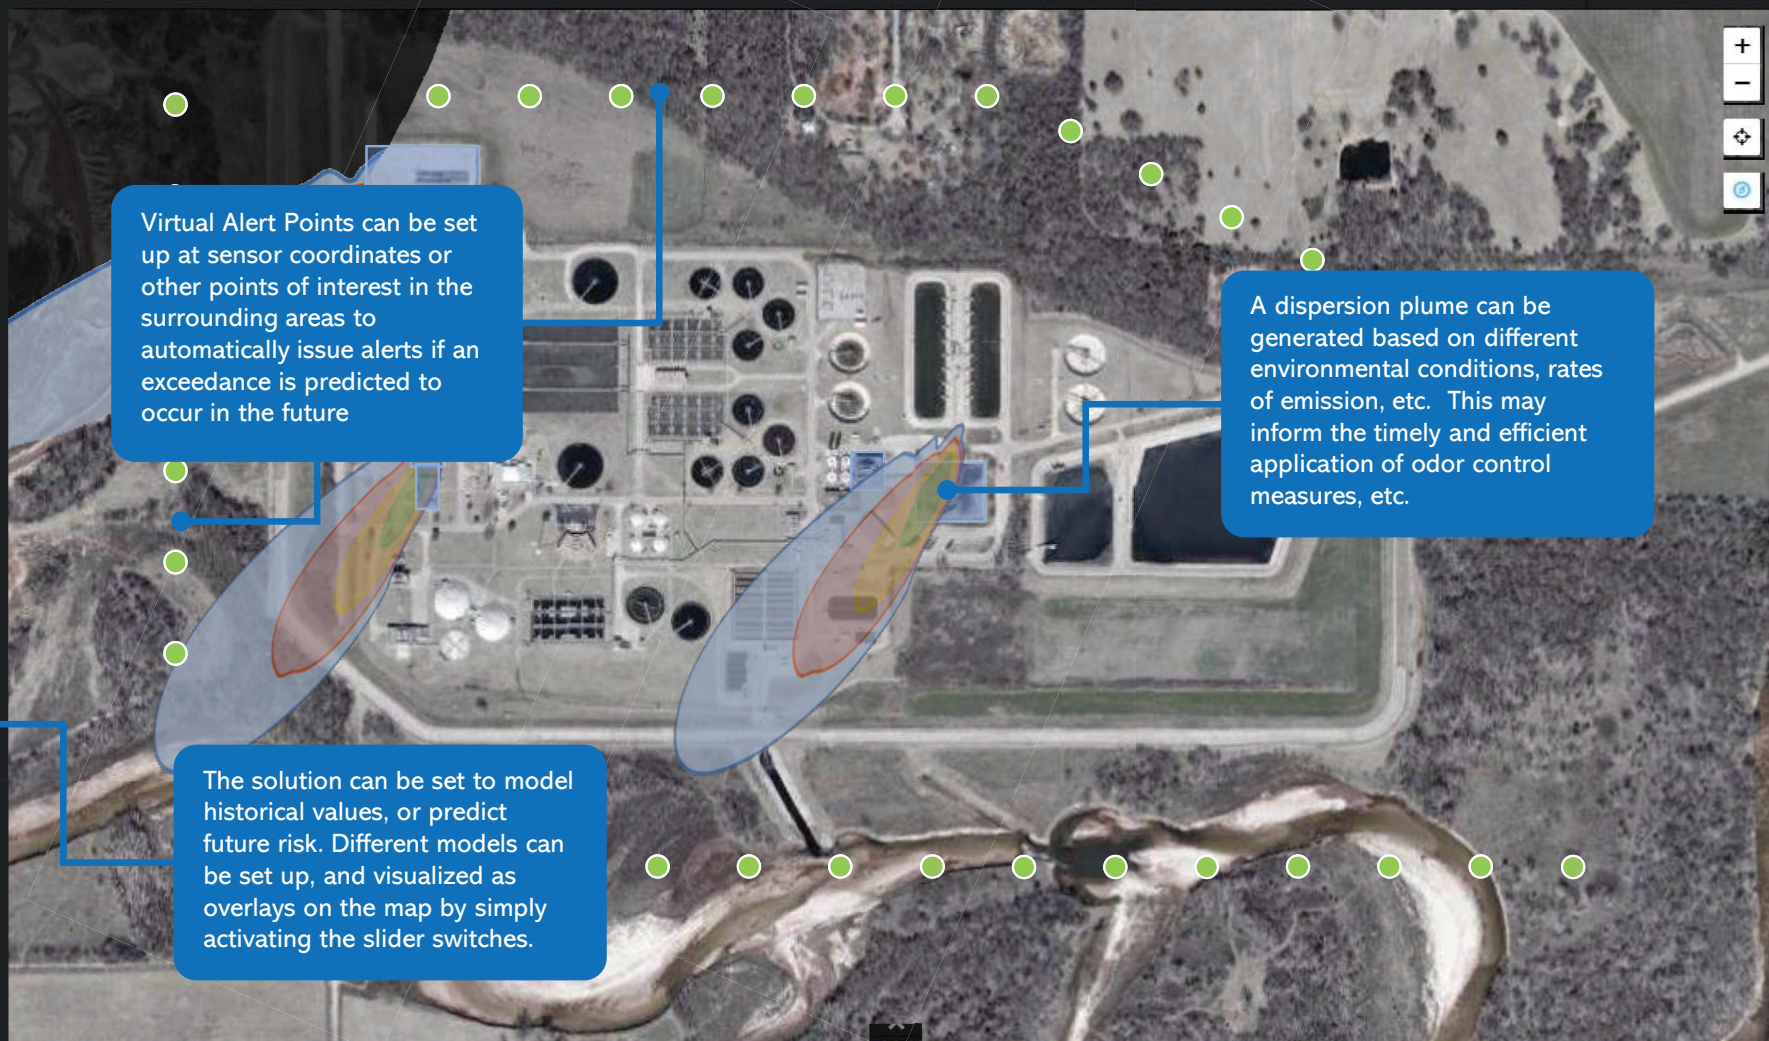 Virtual Alert Points can be set
up at sensor coordinates or
other points of interest in the
surrounding areas to
automatically issue alerts if an
exceedance is predicted to
occur in the future
A dispersion plume can be
generated based on different
environmental conditions, rates
of emission, etc.  This may
inform the timely and efficient
application of odor control
measures, etc.
The solution can be set to model
historical values, or predict
future risk. Different models can
be set up, and visualized as
overlays on the map by simply
activating the slider switches.